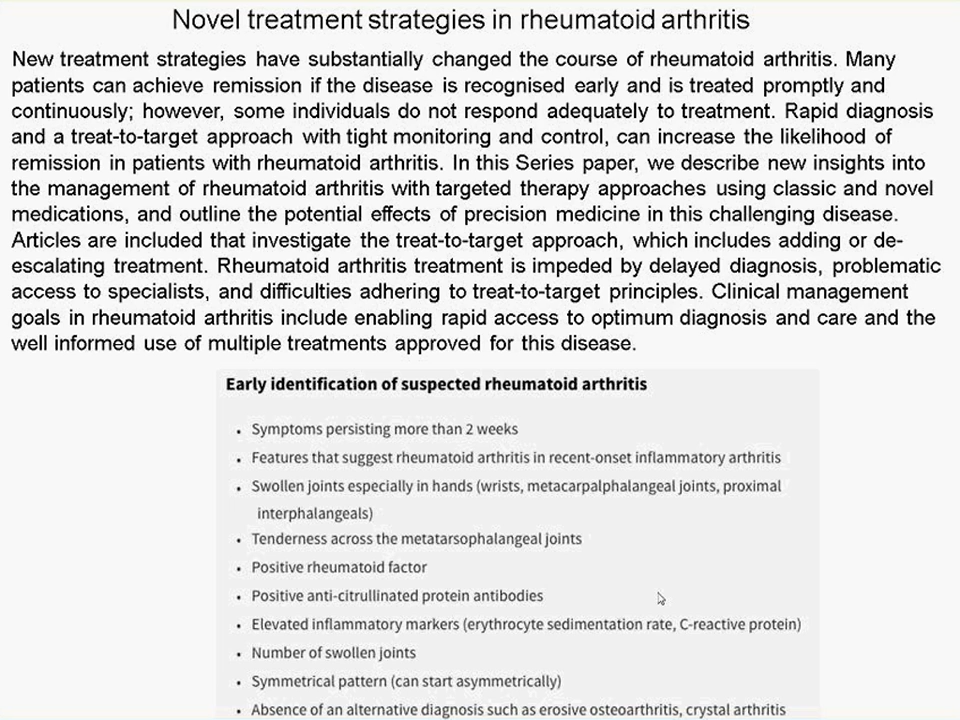 Novel treatment strategies in rheumatoid arthritis
New treatment strategies have substantially changed the course of rheumatoid arthritis. Many
patients can achieve remission if the disease is recognised early and is treated promptly and
continuously; however, some individuals do not respond adequately to treatment. Rapid diagnosis
and a treat-to-target approach with tight monitoring and control, can increase the likelihood of
remission in patients with rheumatoid arthritis. In this Series paper, we describe new insights into
the management of rheumatoid arthritis with targeted therapy approaches using classic and novel
medications, and outline the potential effects of precision medicine in this challenging disease.
Articles are included that investigate the treat-to-target approach, which includes adding or de-
escalating treatment. Rheumatoid arthritis treatment is impeded by delayed diagnosis, problematic
access to specialists, and difficulties adhering to treat-to-target principles. Clinical management
goals in rheumatoid arthritis include enabling rapid access to optimum diagnosis and care and the
well informed use of multiple treatments approved for this disease.
Early identification of suspected rheumatoid arthritis
• Symptoms persisting more than 2 weeks
• Features that suggest rheumatoid arthritis in recent-onset inflammatory arthritis
• Swollen joints especially in hands (wrists, metacarpalphalangeal joints, proximal
interphalangeals)
• Tenderness across the metatarsophalangeal joints
• Positive rheumatoid factor
• Positive anti-citrullinated protein antibodies
• Elevated inflammatory markers (erythrocyte sedimentation rate, C-reactive protein)
• Number of swollen joints
• Symmetrical pattern (can start asymmetrically)
• Absence of an alternative diagnosis such as erosive osteoarthritis, crystal arthritis